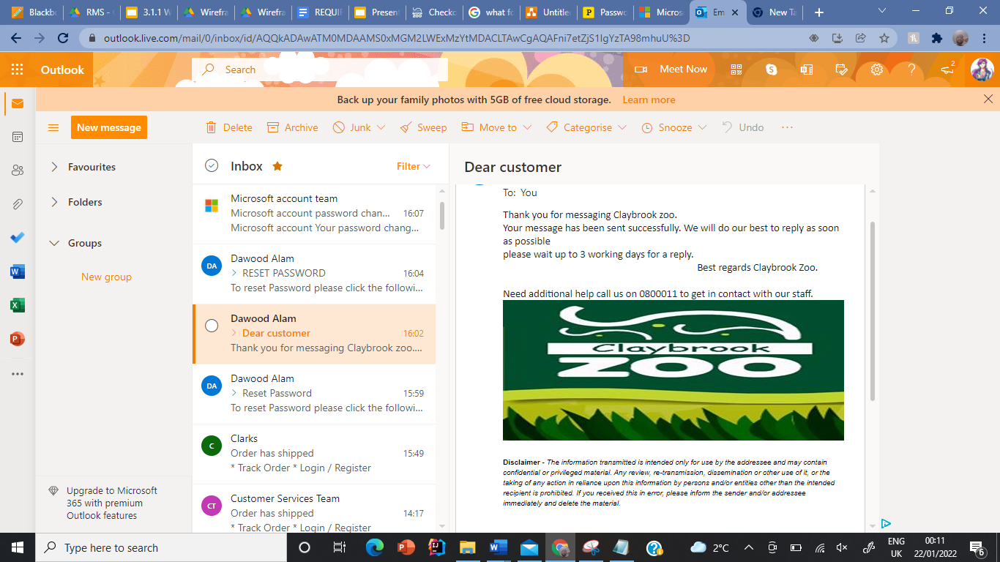 Blackb
RMS -
3.1.1 W
Wirefra
Wirefra
REQUI
Present
Checko
what fo
Untitle
Passwo
Micros
Em
New Ta
outlook.live.com/mail/0/inbox/id/AQQkADAwATM0MDAAMS0xMGM2LWExMzYtMDACLTAwCgAQAFni7etZjS1IgYzTA98mhuU%3D
Outlook
Search
Meet Now
2
Back up your family photos with 5GB of free cloud storage. Learn more
New message
Delete
Archive
Junk
Sweep
Move to
Categorise
Snooze
Undo
Favourites
Folders
Groups
New group
Upgrade to Microsoft
365 with premium
Outlook features
Inbox
Filter
Microsoft account team
Microsoft account password chan... 16:07
Microsoft account Your password chang...
DA
Dawood Alam
RESET PASSWORD 16:04
To reset Password please click the followi...
Dawood Alam
Dear customer 16:02
Thank you for messaging Claybrook zoo....
DA
Dawood Alam
Reset Password 15:59
To reset Password please click the followi...
C
Clarks
Order has shipped 15:49
* Track Order * Login / Register
CT
Customer Services Team
Order has shipped 14:17
* Track Order * Login / Register
Dear customer
To: You
Thank you for messaging Claybrook zoo.
Your message has been sent successfully. We will do our best to reply as soon
as possible
please wait up to 3 working days for a reply.
Best regards Claybrook Zoo.
Need additional help call us on 0800011 to get in contact with our staff.
Claybrook
ZOO
Disclaimer - The information transmitted is intended only for use by the addressee and may contain
confidential or privileged material. Any review, re-transmission, dissemination or other use of it, or the
taking of any action in reliance upon this information by persons and/or entities other than the intended
recipient is prohibited. If you received this in error, please inform the sender and/or addressee
immediately and delete the material.
Type here to search
2°C
ENG
UK
00:11
22/01/2022
6